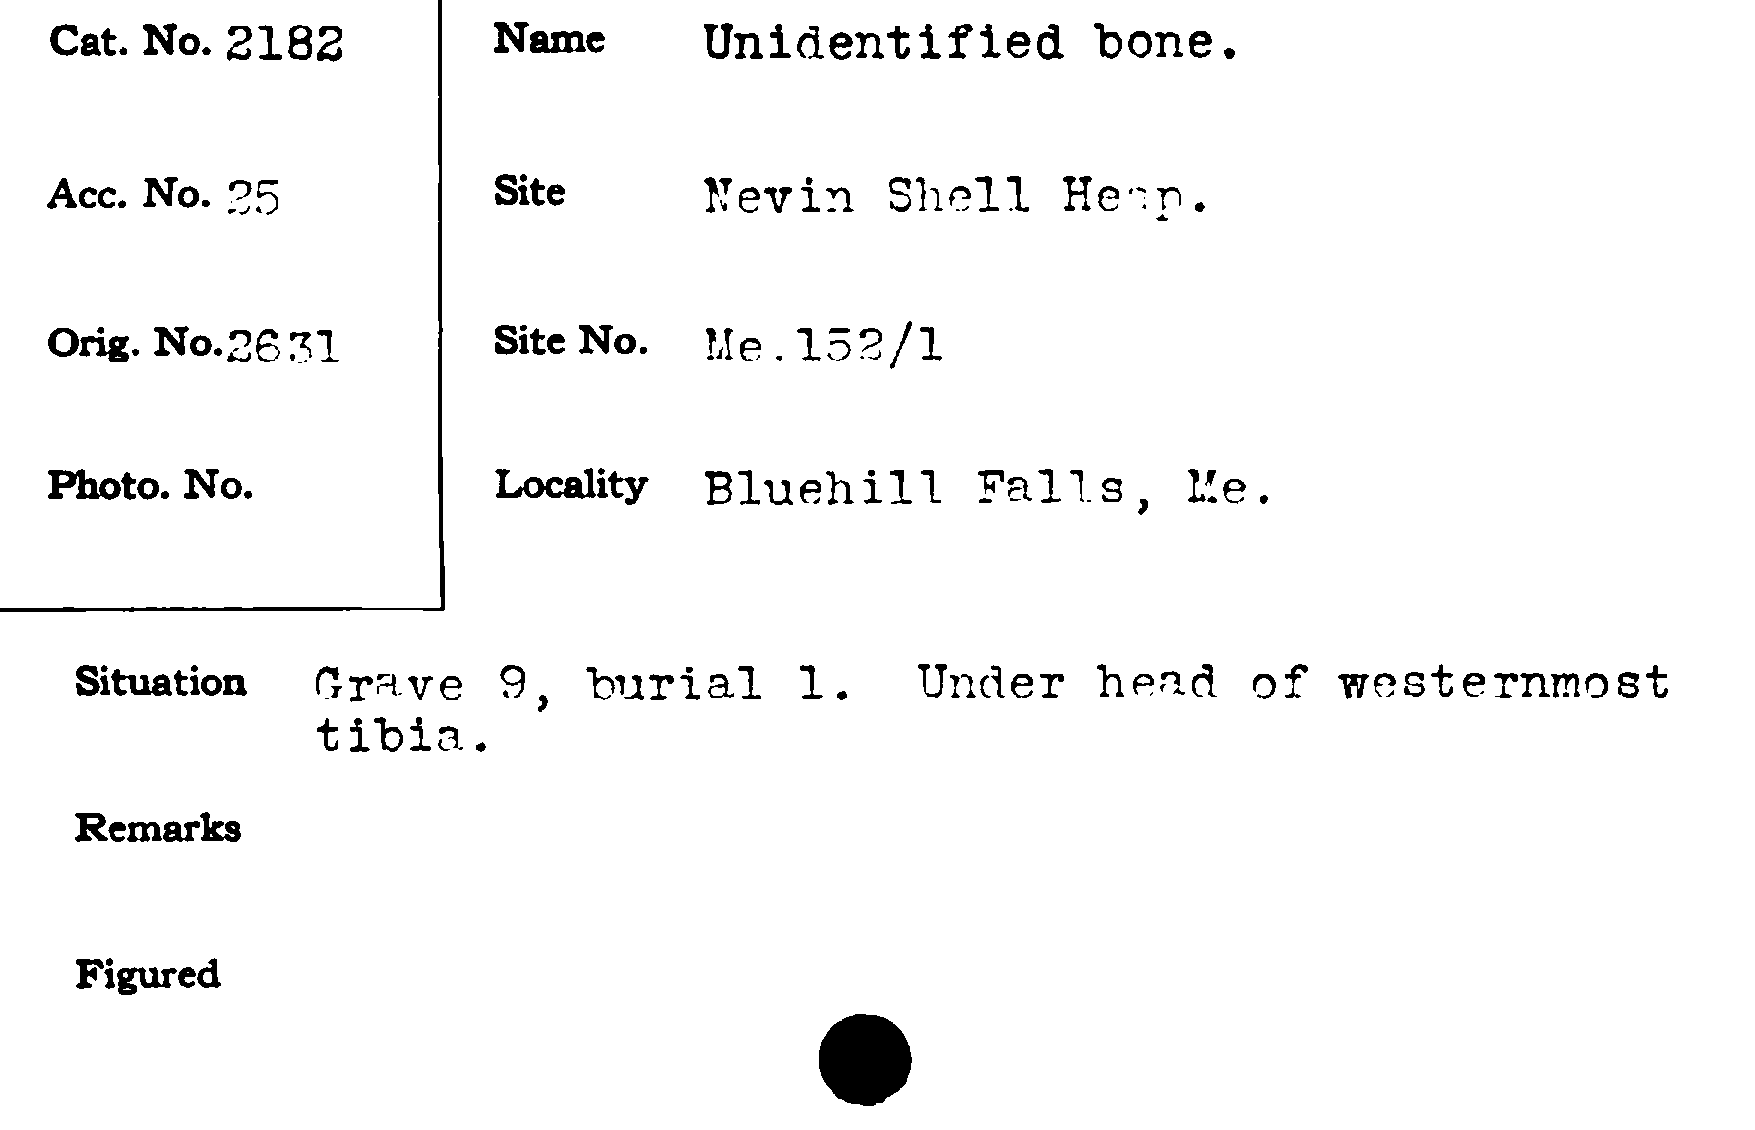 Cat. No. 2182
Name Unidentified bone.
Acc. No. 25
Site Nevin Shell Heap.
Orig. No. 2631
Site No. Me.152/1
Photo. No.
Locality Bluehill Falls, Me.
Situation Grave 9, burial 1. Under head of westernmost
tibia.
Remarks
Figured